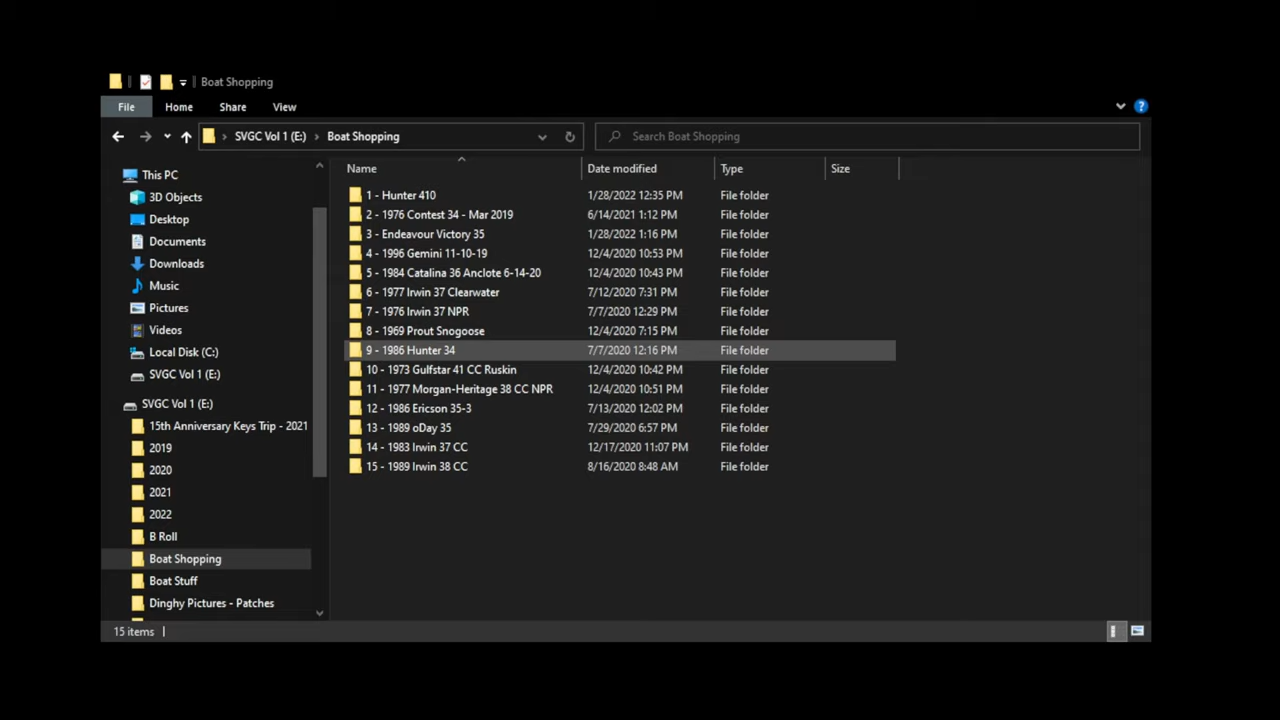 Boat Shopping
File Home Share View
SVGC Vol 1 (E:) Boat Shopping Search Boat Shopping
Name Date modified Type Size
This PC
3D Objects
Desktop
Documents
Downloads
Music
Pictures
Videos
Local Disk (C:)
SVGC Vol 1 (E:)
SVGC Vol 1 (E:)
15th Anniversary Keys Trip - 2021
2019
2020
2021
2022
B Roll
Boat Shopping
Boat Stuff
Dinghy Pictures - Patches
1 - Hunter 410 1/28/2022 12:35 PM File folder
2 - 1976 Contest 34 - Mar 2019 6/14/2021 1:12 PM File folder
3 - Endeavour Victory 35 1/28/2022 1:16 PM File folder
4 - 1996 Gemini 11-10-19 12/4/2020 10:53 PM File folder
5 - 1984 Catalina 36 Anclote 6-14-20 12/4/2020 10:43 PM File folder
6 - 1977 Irwin 37 Clearwater 7/12/2020 7:31 PM File folder
7 - 1976 Irwin 37 NPR 7/7/2020 12:29 PM File folder
8 - 1969 Prout Snogoose 12/4/2020 7:15 PM File folder
9 - 1986 Hunter 34 7/7/2020 12:16 PM File folder
10 - 1973 Gulfstar 41 CC Ruskin 12/4/2020 10:42 PM File folder
11 - 1977 Morgan-Heritage 38 CC NPR 12/4/2020 10:51 PM File folder
12 - 1986 Ericson 35-3 7/13/2020 12:02 PM File folder
13 - 1989 oDay 35 7/29/2020 6:57 PM File folder
14 - 1983 Irwin 37 CC 12/17/2020 11:07 PM File folder
15 - 1989 Irwin 38 CC 8/16/2020 8:48 AM File folder
15 items